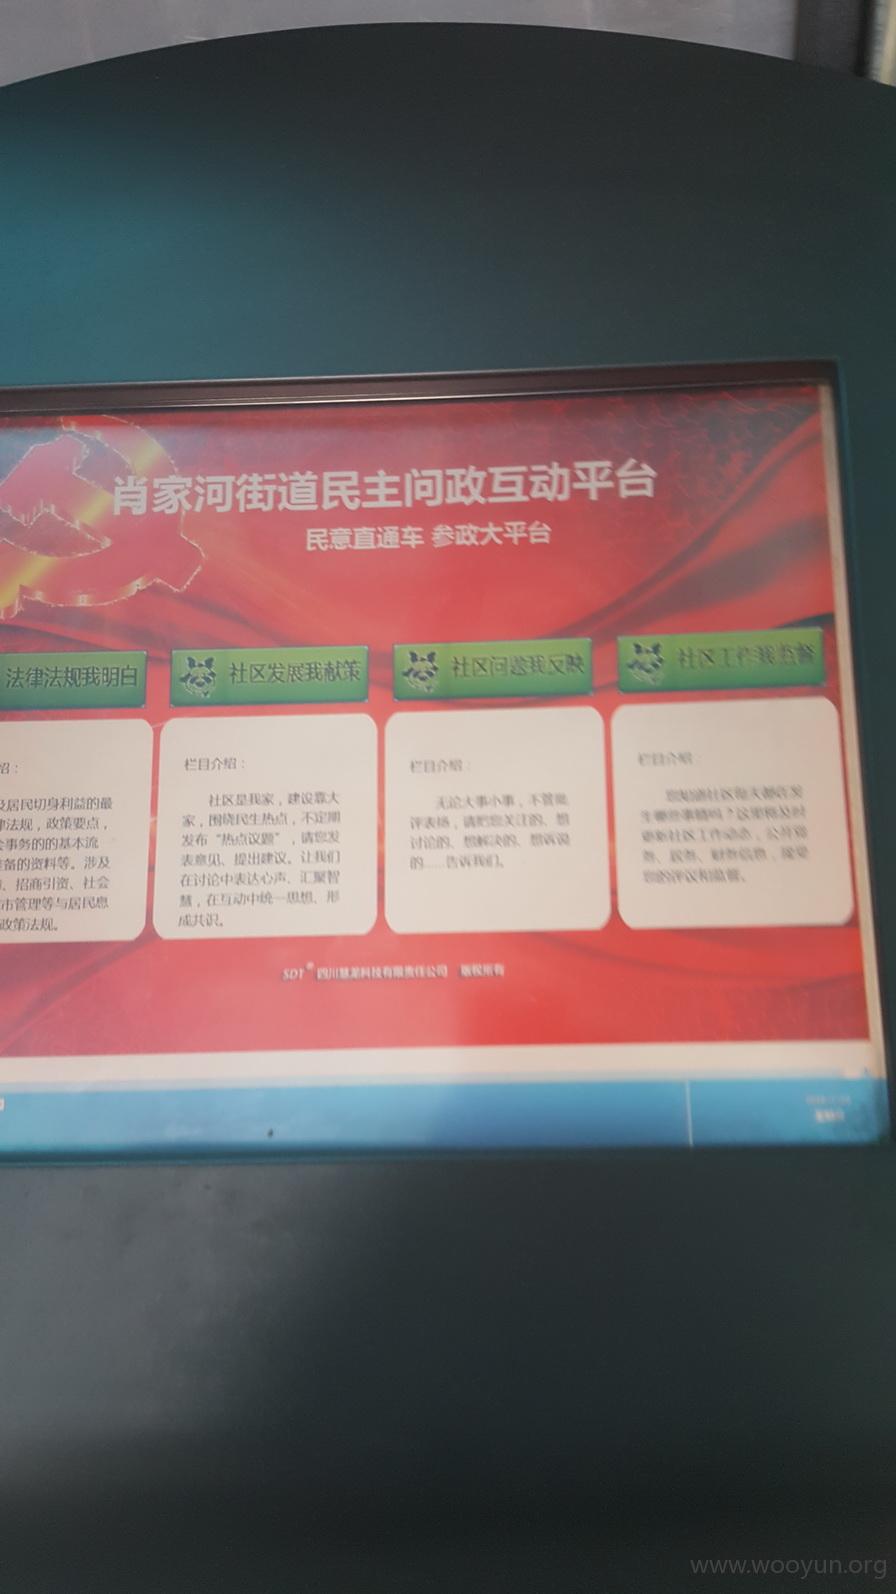 肖家河街道民主问政互动平台
民意直通车 参政大平台
法律法规我明白
社区发展我献策
社区问题我反映
社区工作我监督
绍：
及居民切身利益的最
律法规，政策要点，
会事务的的基本流
准备的资料等。涉及
、招商引资、社会
市管理等与居民息
政策法规。
栏目介绍：
社区是我家，建设靠大
家，围绕民生热点，不定期
发布“热点议题”，请您发
表意见、提出建议。让我们
在讨论中表达心声、汇聚智
慧，在互动中统一思想、形
成共识。
栏目介绍：
无论大事小事，不管批
评表扬，请把您关注的、想
讨论的、想解决的、想诉说
的……告诉我们。
栏目介绍：
您知道社区每天都在发
生哪些事情吗？这里将及时
更新社区工作动态，公开居
务、政务、财务信息，接受
您的评议和监督。
SDT® 四川慧龙科技有限责任公司 版权所有
www.wooyun.org